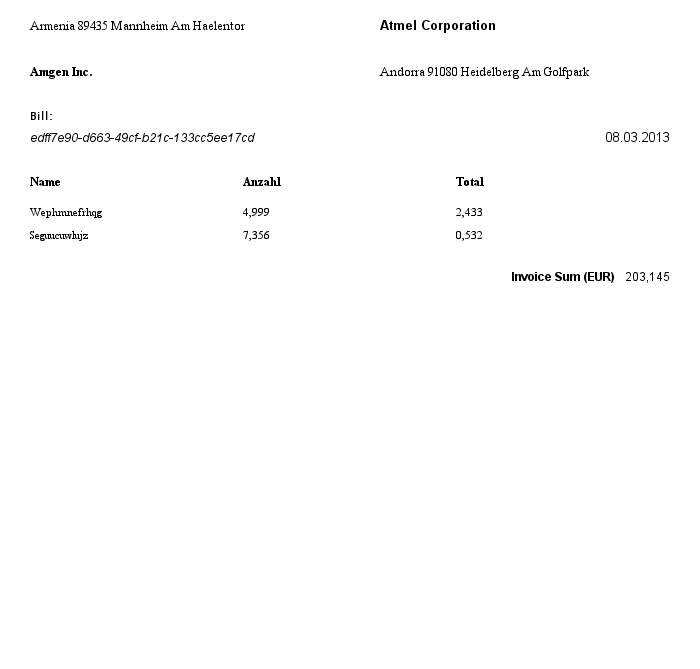 Armenia 89435 Mannheim Am Haelentor
Atmel Corporation
Amgen Inc.
Andorra 91080 Heidelberg Am Golfpark
Bill:
edff7e90-d663-49cf-b21c-133cc5ee17cd
08.03.2013
Name Anzahl Total
4,999 2,433
7,356 0,532
Invoice Sum (EUR) 203,145